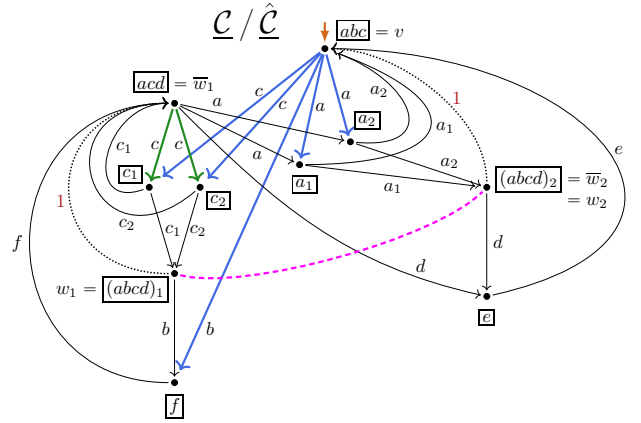 C / Ĉ
abc = v
acd = w̅₁
a
c
c
a
a
a₂
1
a₂
a₁
e
c₁
c
c
a
a₂
c₁
c₂
a₁
a₁
(abcd)₂ = w̅₂
= w₂
1
c₂
c₁
c₂
f
d
d
w₁ = (abcd)₁
b
b
e
f